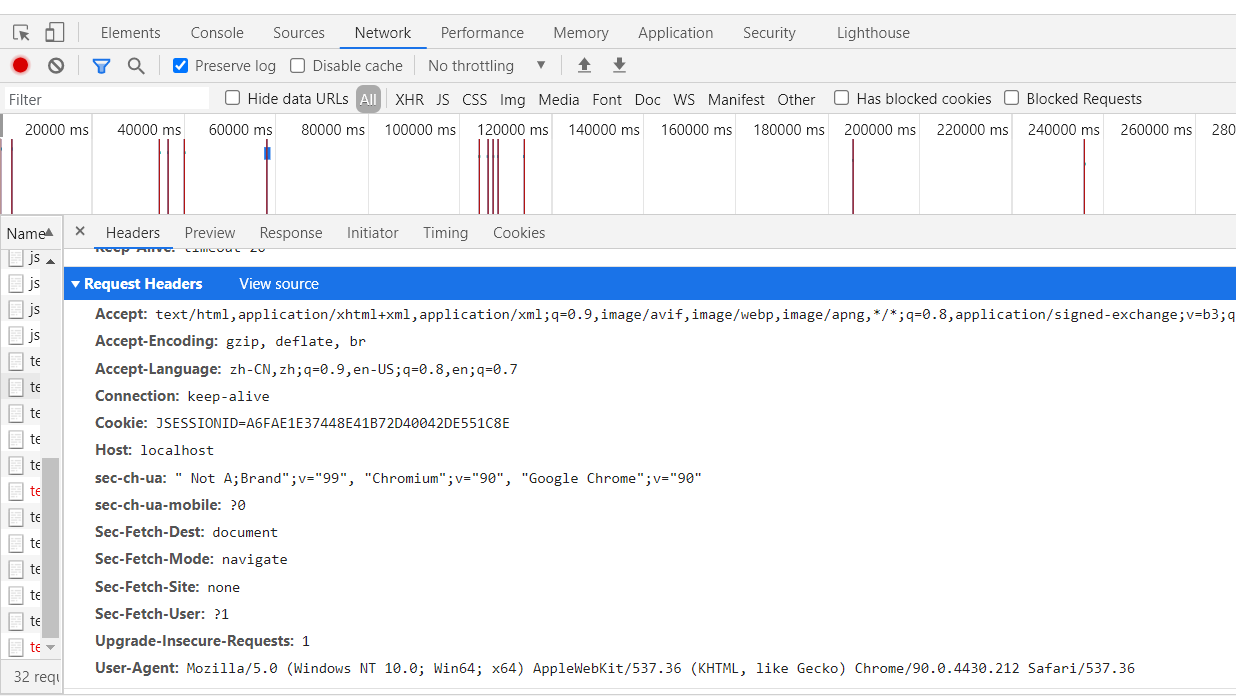 Elements Console Sources Network Performance Memory Application Security Lighthouse
Preserve log Disable cache No throttling
Filter Hide data URLs All XHR JS CSS Img Media Font Doc WS Manifest Other Has blocked cookies Blocked Requests
20000 ms 40000 ms 60000 ms 80000 ms 100000 ms 120000 ms 140000 ms 160000 ms 180000 ms 200000 ms 220000 ms 240000 ms 260000 ms 280
Name Headers Preview Response Initiator Timing Cookies
Keep-Alive: timeout=20
Request Headers View source
Accept: text/html,application/xhtml+xml,application/xml;q=0.9,image/avif,image/webp,image/apng,*/*;q=0.8,application/signed-exchange;v=b3;q
Accept-Encoding: gzip, deflate, br
Accept-Language: zh-CN,zh;q=0.9,en-US;q=0.8,en;q=0.7
Connection: keep-alive
Cookie: JSESSIONID=A6FAE1E37448E41B72D40042DE551C8E
Host: localhost
sec-ch-ua: " Not A;Brand";v="99", "Chromium";v="90", "Google Chrome";v="90"
sec-ch-ua-mobile: ?0
Sec-Fetch-Dest: document
Sec-Fetch-Mode: navigate
Sec-Fetch-Site: none
Sec-Fetch-User: ?1
Upgrade-Insecure-Requests: 1
User-Agent: Mozilla/5.0 (Windows NT 10.0; Win64; x64) AppleWebKit/537.36 (KHTML, like Gecko) Chrome/90.0.4430.212 Safari/537.36
js
js
js
js
te
te
te
te
te
te
te
te
te
te
te
te
32 requ